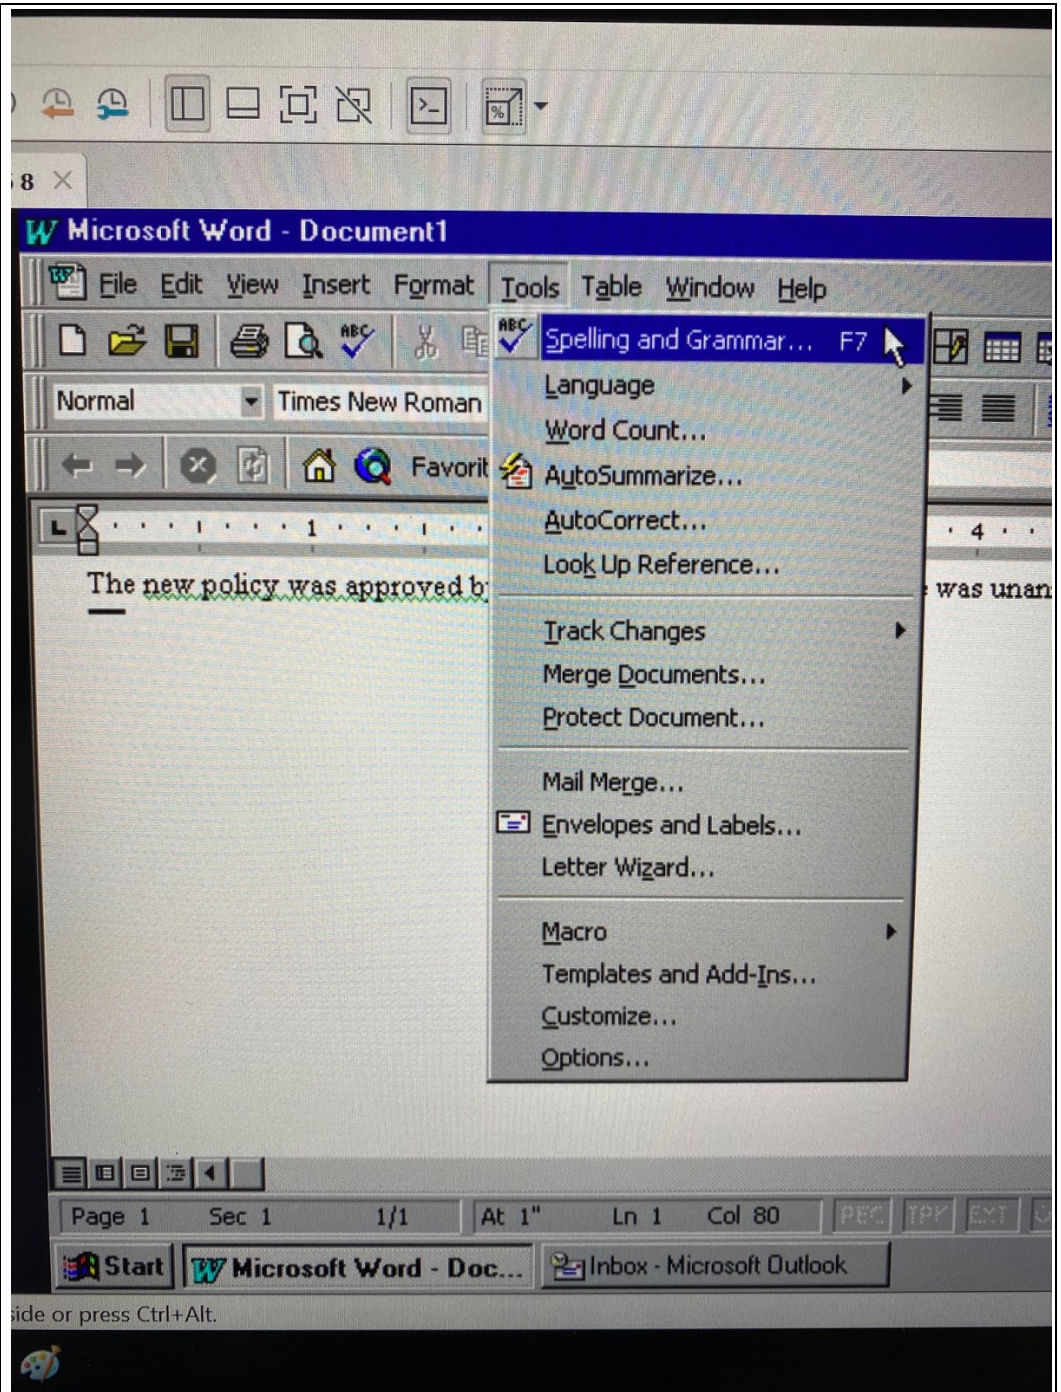 8
Microsoft Word - Document1
File Edit View Insert Format Tools Table Window Help
ABC
ABC
Spelling and Grammar... F7
Normal
Times New Roman
Language
Word Count...
Favorit
AutoSummarize...
AutoCorrect...
1
4
Look Up Reference...
The new policy was approved b
was unan
Track Changes
Merge Documents...
Protect Document...
Mail Merge...
Envelopes and Labels...
Letter Wizard...
Macro
Templates and Add-Ins...
Customize...
Options...
Page 1 Sec 1 1/1 At 1" Ln 1 Col 80 REC TRK EXT
Start Microsoft Word - Doc... Inbox - Microsoft Outlook
side or press Ctrl+Alt.